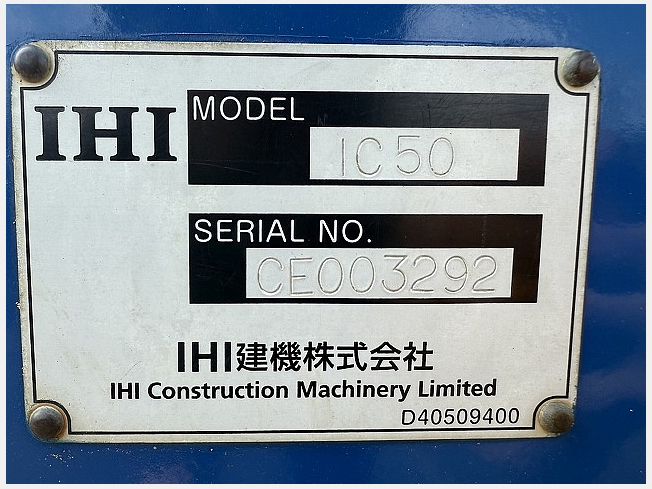 IHI
MODEL
IC50
SERIAL NO.
CE003292
IHI建機株式会社
IHI Construction Machinery Limited
D40509400